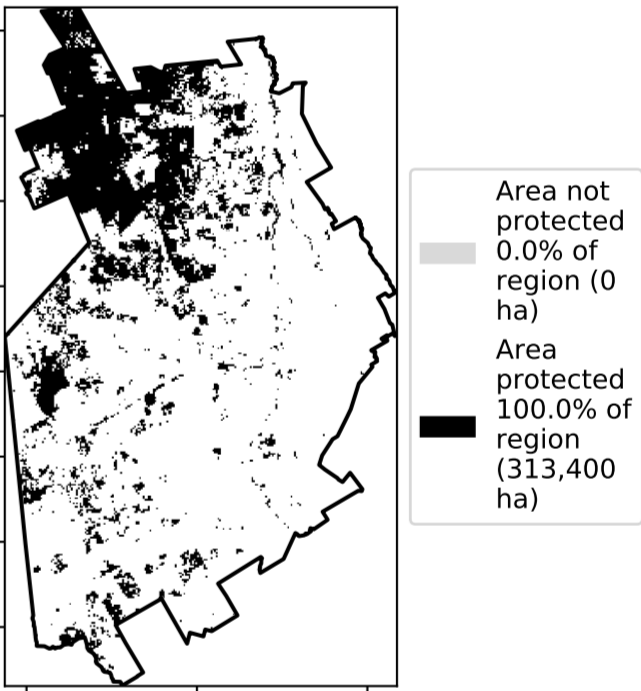 Area not
protected
0.0% of
region (0
ha)
Area
protected
100.0% of
region
(313,400
ha)